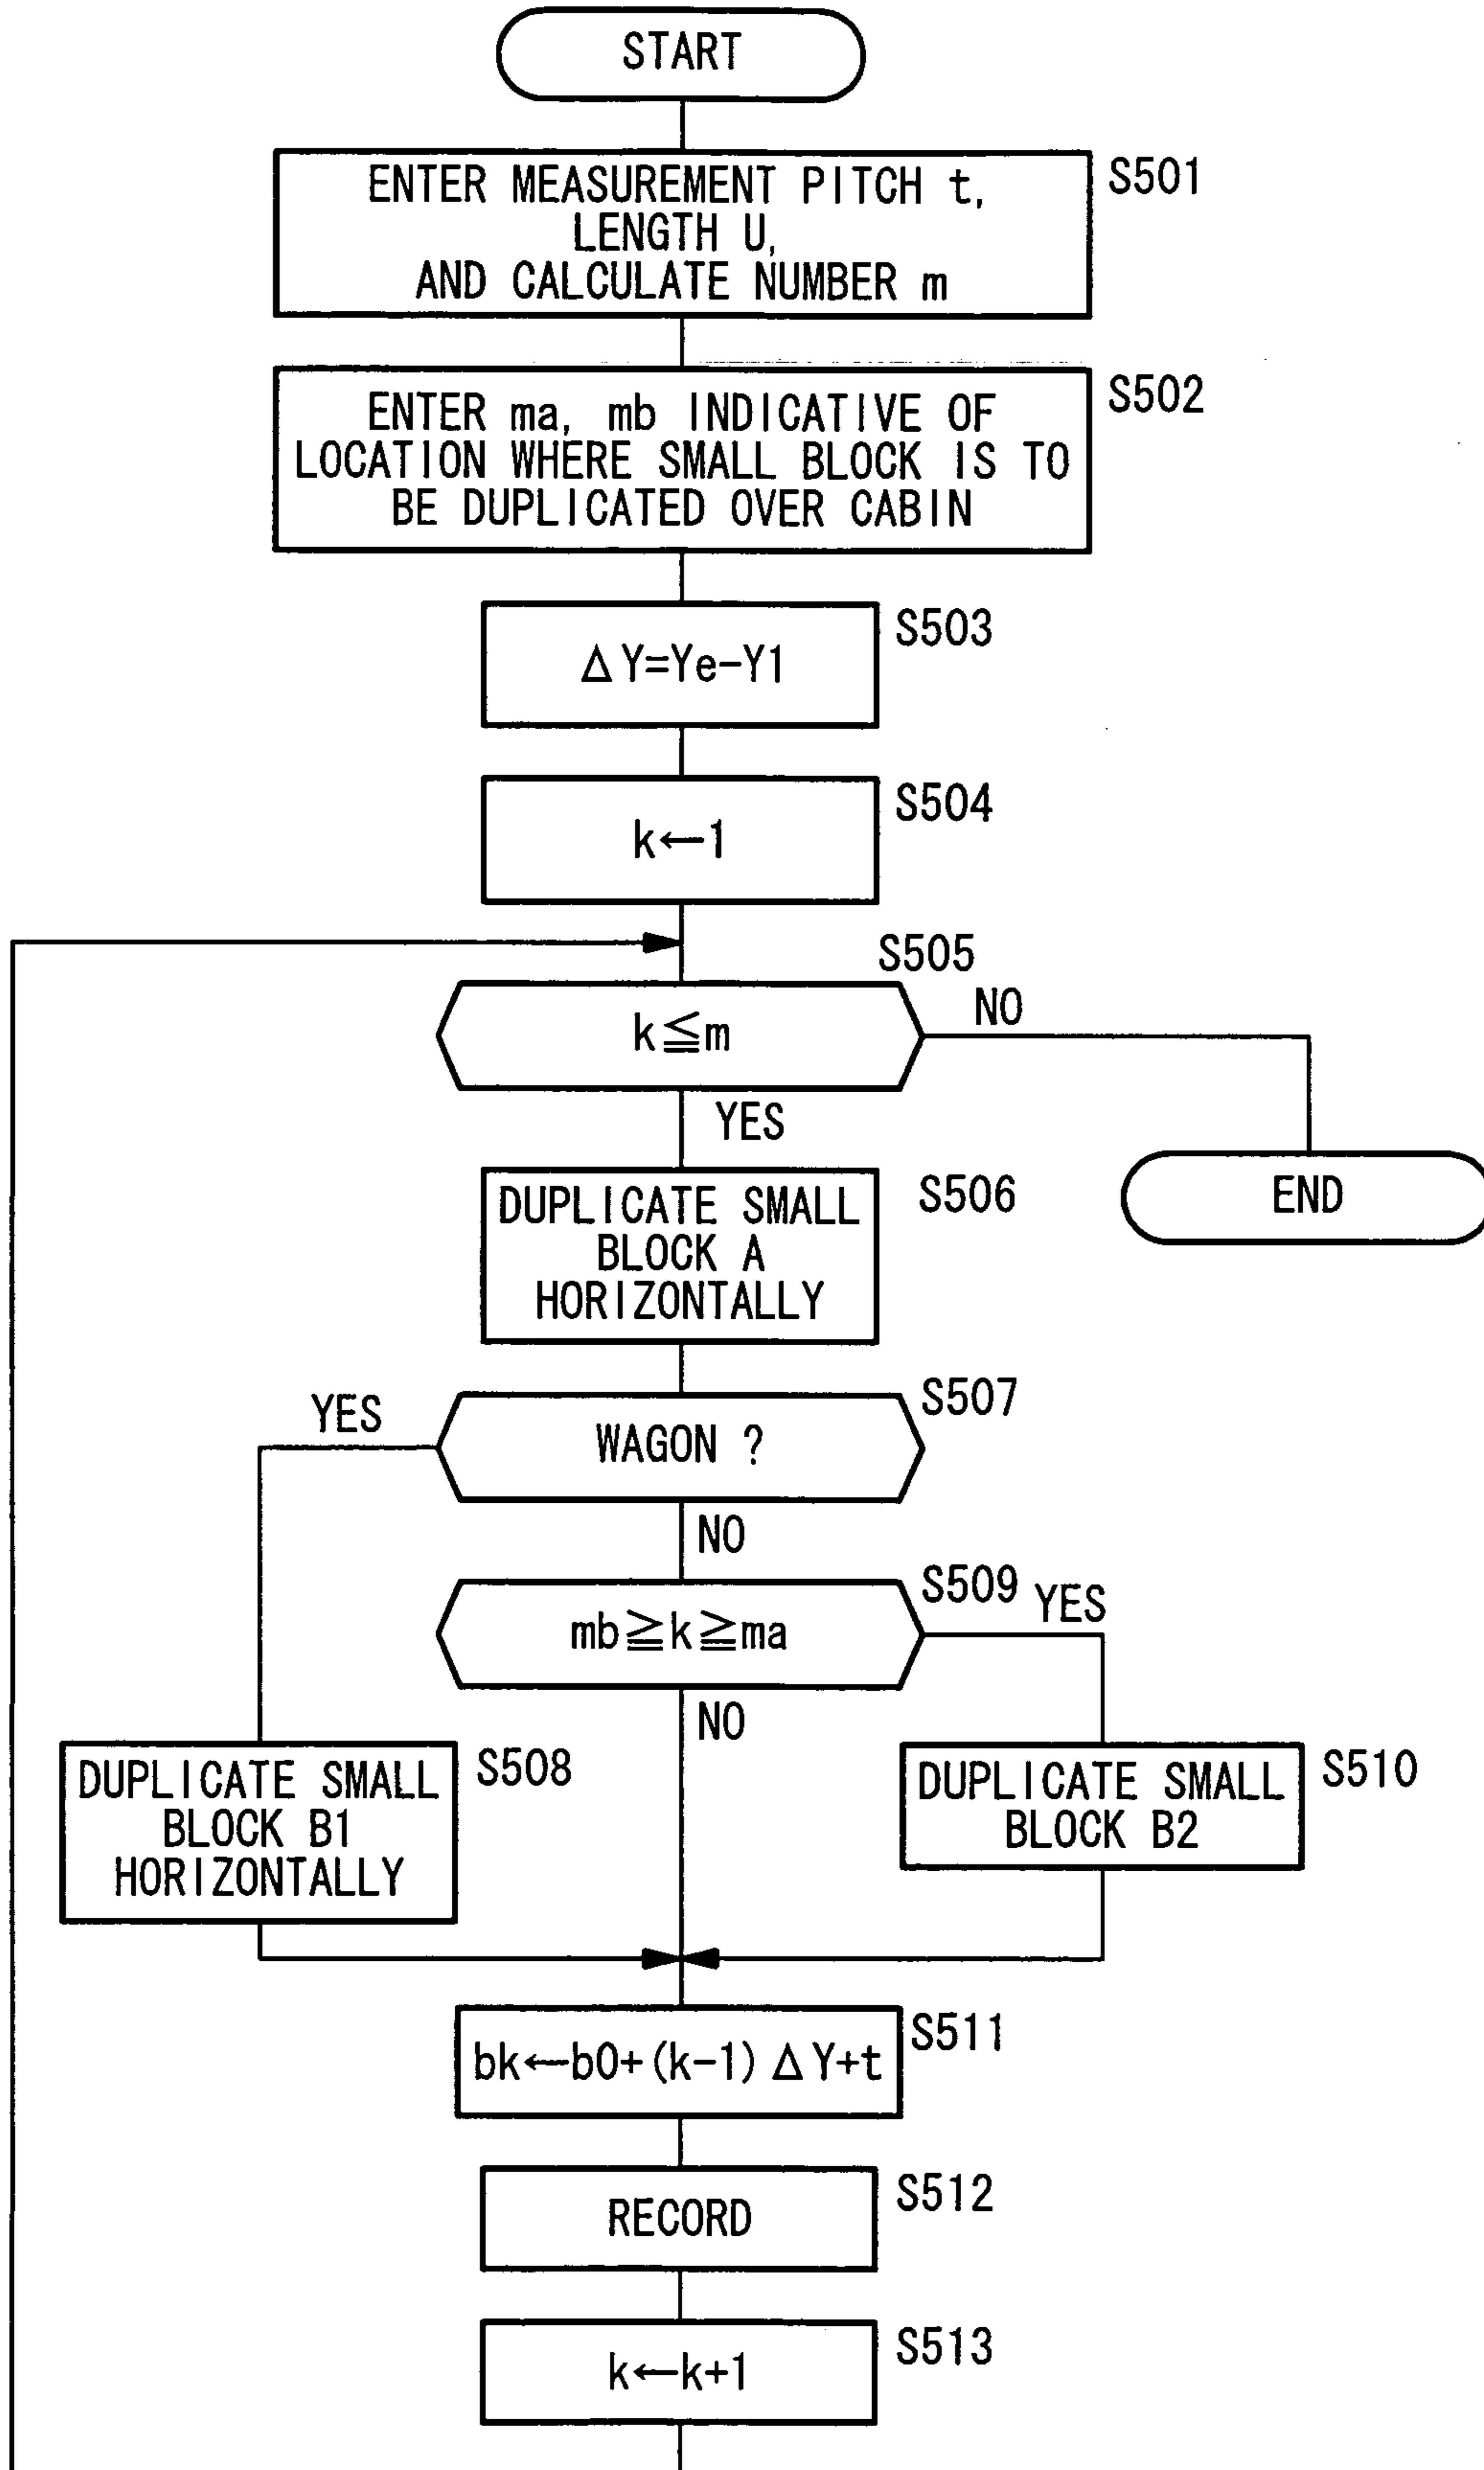 START
ENTER MEASUREMENT PITCH t,
LENGTH U,
AND CALCULATE NUMBER m
S501
ENTER ma, mb INDICATIVE OF
LOCATION WHERE SMALL BLOCK IS TO
BE DUPLICATED OVER CABIN
S502
ΔY=Ye-Y1
S503
k←1
S504
S505
k≦m
NO
YES
END
DUPLICATE SMALL
BLOCK A
HORIZONTALLY
S506
S507
YES
WAGON ?
NO
S509
mb≧k≧ma
YES
NO
DUPLICATE SMALL
BLOCK B1
HORIZONTALLY
S508
DUPLICATE SMALL
BLOCK B2
S510
bk←b0+(k-1)ΔY+t
S511
RECORD
S512
k←k+1
S513